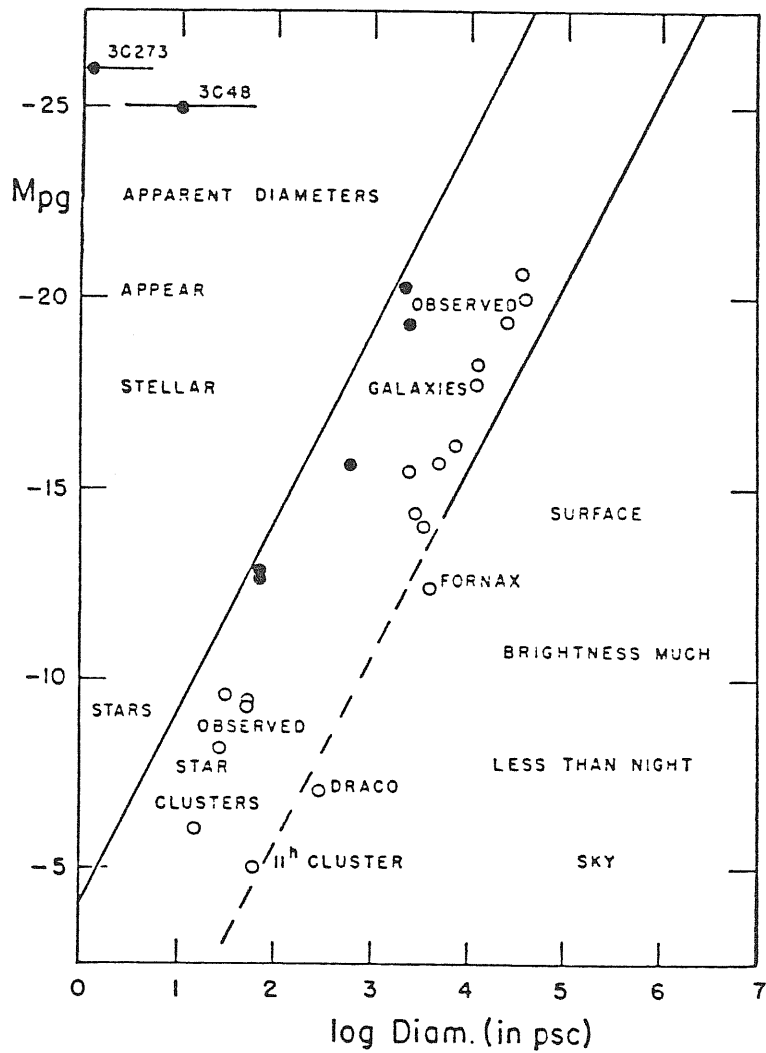 3C273
3C48
-25
Mpg
APPARENT DIAMETERS
-20
APPEAR
OBSERVED
STELLAR
GALAXIES
-15
SURFACE
FORNAX
BRIGHTNESS MUCH
-10
STARS
OBSERVED
STAR
LESS THAN NIGHT
DRACO
CLUSTERS
-5
11h CLUSTER
SKY
0 1 2 3 4 5 6 7
log Diam. (in psc)